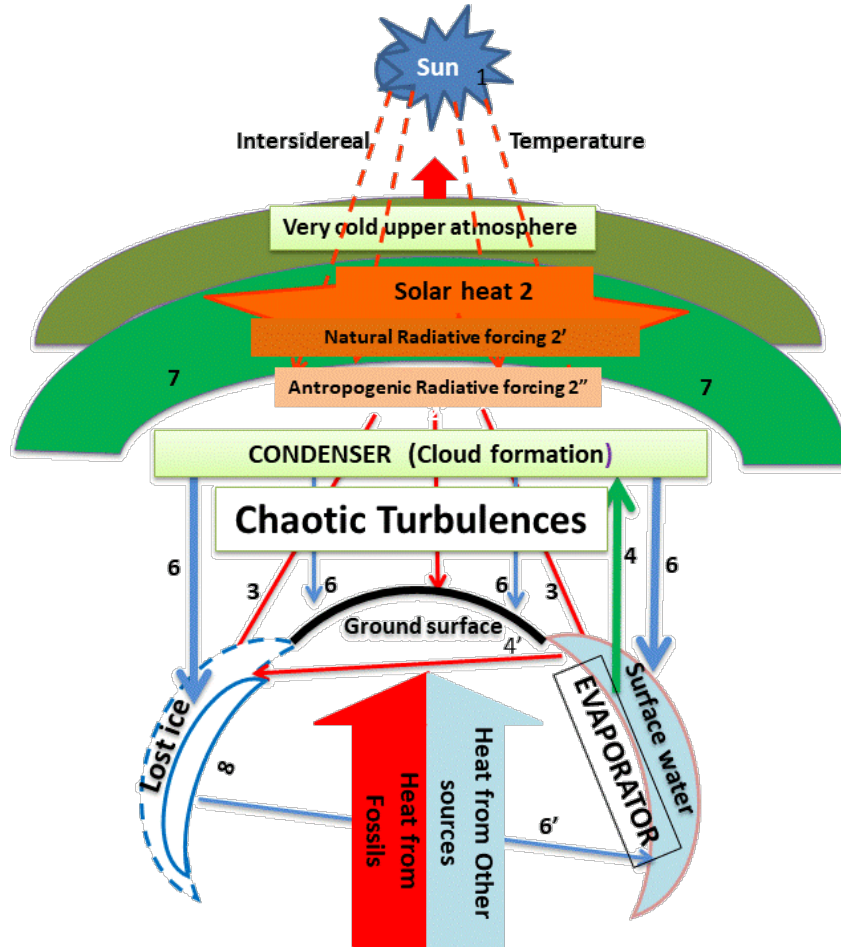 Sun
1
Intersidereal
Temperature
Very cold upper atmosphere
Solar heat 2
Natural Radiative forcing 2’
7
Antropogenic Radiative forcing 2”
7
CONDENSER (Cloud formation)
Chaotic Turbulences
6
3
6
6
3
4
6
Ground surface
4’
Lost ice
8
Heat from
Fossils
Heat from Other
sources
6’
EVAPORATOR
Surface water